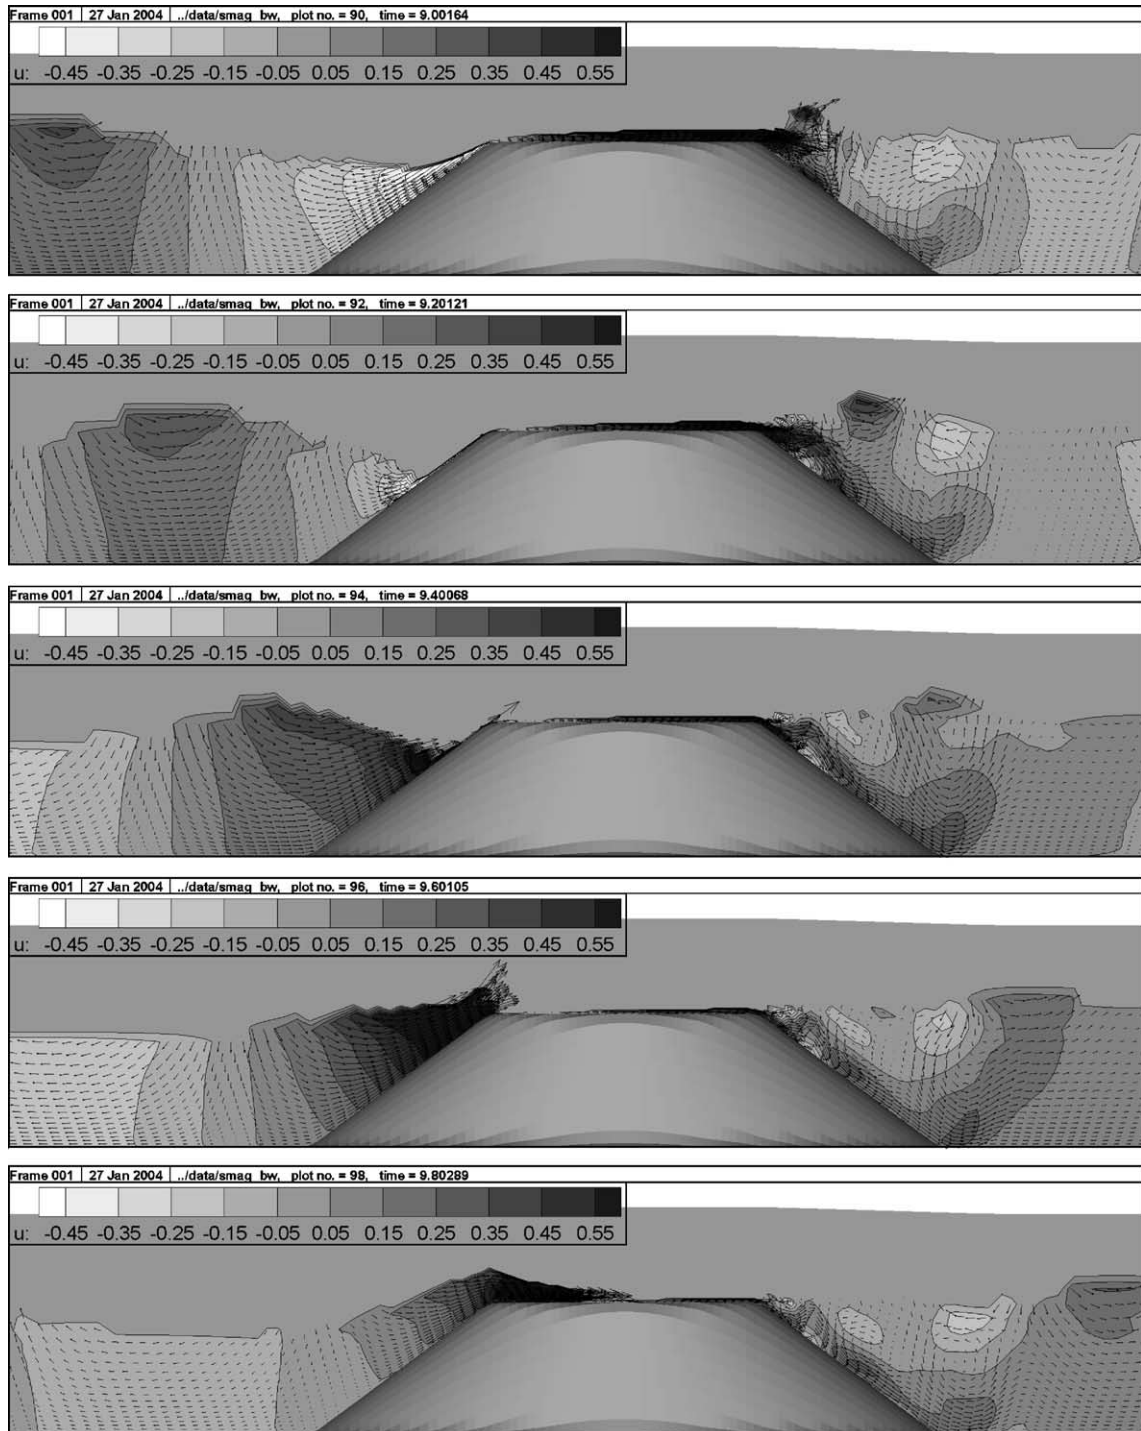 Frame 001 | 27 Jan 2004 | ../data/smag_bw, plot no. = 90, time = 9.00164
u: -0.45 -0.35 -0.25 -0.15 -0.05 0.05 0.15 0.25 0.35 0.45 0.55
Frame 001 | 27 Jan 2004 | ../data/smag_bw, plot no. = 92, time = 9.20121
u: -0.45 -0.35 -0.25 -0.15 -0.05 0.05 0.15 0.25 0.35 0.45 0.55
Frame 001 | 27 Jan 2004 | ../data/smag_bw, plot no. = 94, time = 9.40068
u: -0.45 -0.35 -0.25 -0.15 -0.05 0.05 0.15 0.25 0.35 0.45 0.55
Frame 001 | 27 Jan 2004 | ../data/smag_bw, plot no. = 96, time = 9.60105
u: -0.45 -0.35 -0.25 -0.15 -0.05 0.05 0.15 0.25 0.35 0.45 0.55
Frame 001 | 27 Jan 2004 | ../data/smag_bw, plot no. = 98, time = 9.80289
u: -0.45 -0.35 -0.25 -0.15 -0.05 0.05 0.15 0.25 0.35 0.45 0.55